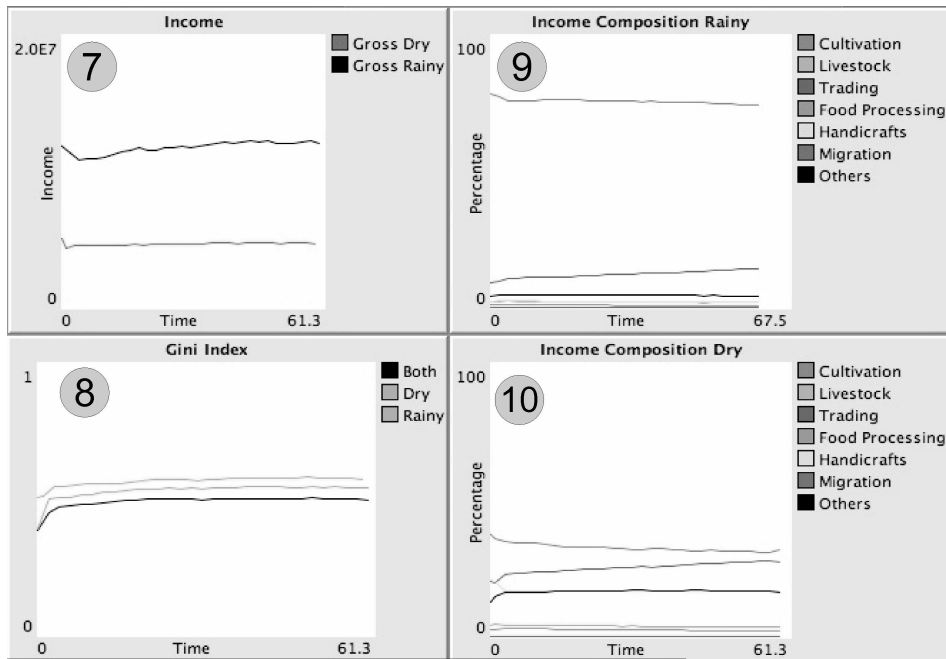 Income
2.0E7
7
Gross Dry
Gross Rainy
Income
0
0
Time
61.3
Income Composition Rainy
100
9
Cultivation
Livestock
Trading
Food Processing
Handicrafts
Migration
Others
Percentage
0
0
Time
67.5
Gini Index
1
8
Both
Dry
Rainy
0
0
Time
61.3
Income Composition Dry
100
10
Cultivation
Livestock
Trading
Food Processing
Handicrafts
Migration
Others
Percentage
0
0
Time
61.3